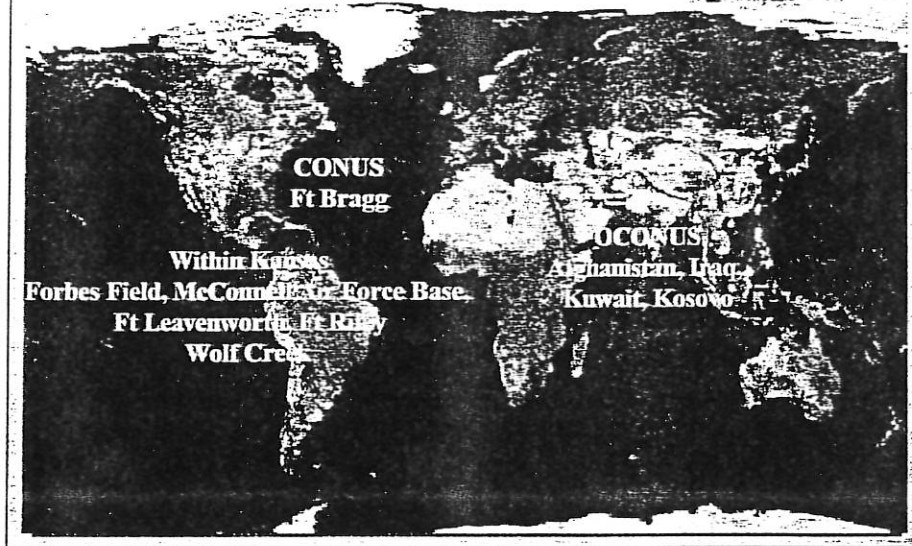 CONUS
Ft Bragg
Within Kansas
Forbes Field, McConnell Air Force Base,
Ft Leavenworth, Ft Riley
Wolf Creek
OCONUS
Afghanistan, Iraq,
Kuwait, Kosovo